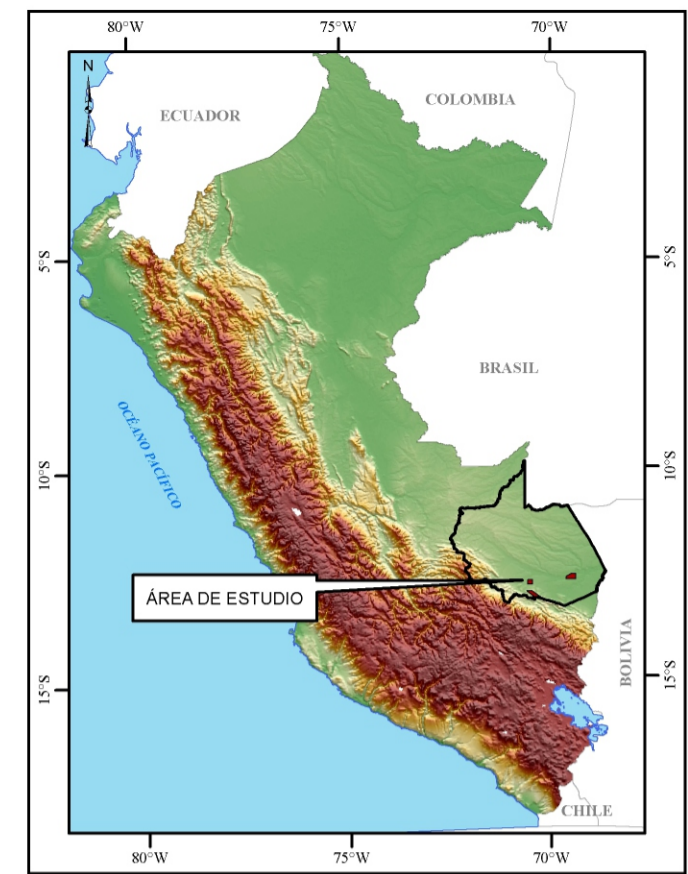 80°W 75°W 70°W
N
COLOMBIA
ECUADOR
5°S 5°S
BRASIL
OCÉANO PACÍFICO
10°S 10°S
ÁREA DE ESTUDIO
BOLIVIA
15°S 15°S
CHILE
80°W 75°W 70°W